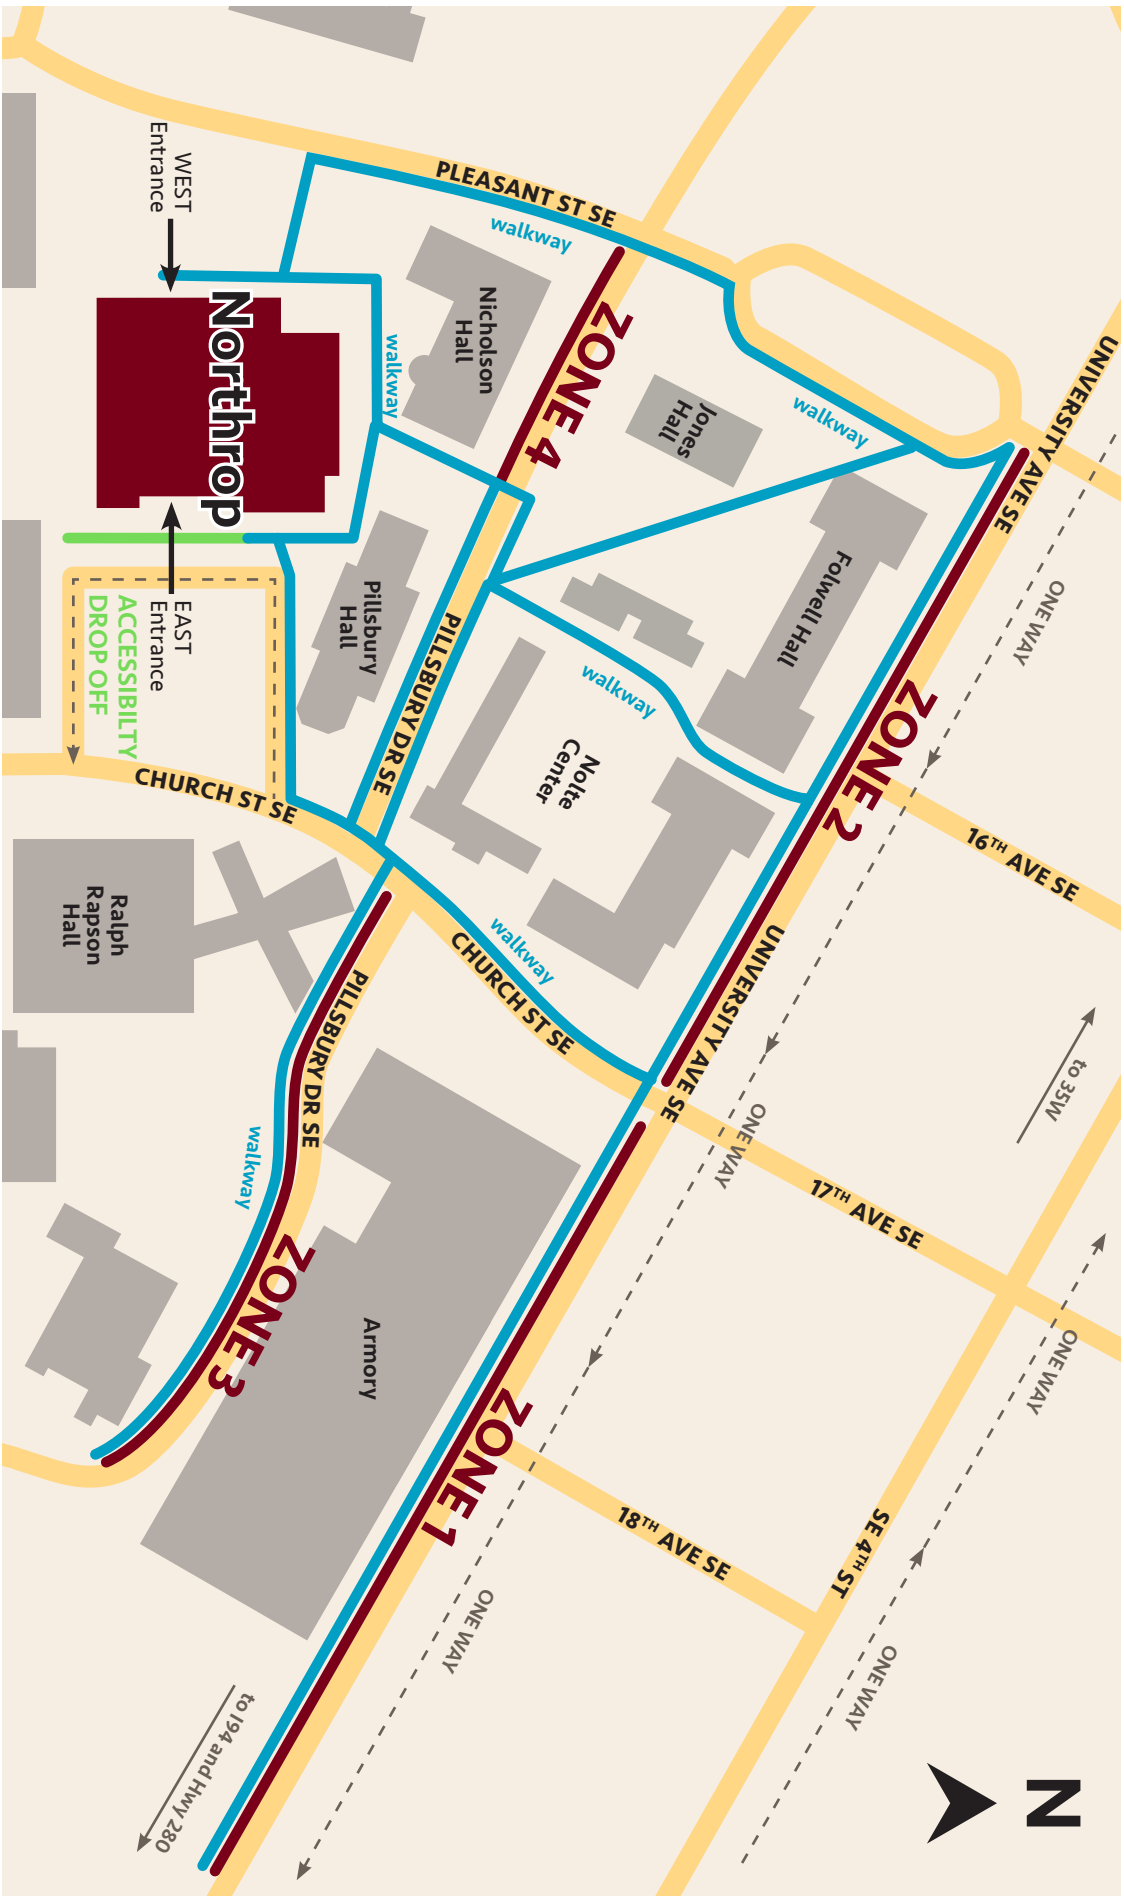 WEST
Entrance
PLEASANT ST SE
walkway
Northrop
Nicholson
Hall
walkway
ZONE 4
Jones
Hall
walkway
UNIVERSITY AVE SE
ONE WAY
EAST
Entrance
ACCESSIBILTY
DROP OFF
Pillsbury
Hall
PILLSBURY DR SE
walkway
Folwell Hall
ZONE 2
Nolte
Center
CHURCH ST SE
16TH AVE SE
Ralph
Rapson
Hall
walkway
CHURCH ST SE
UNIVERSITY AVE SE
PILLSBURY DR SE
walkway
ONE WAY
to 35W
17TH AVE SE
ZONE 3
Armory
ZONE 1
ONE WAY
18TH AVE SE
SE 4TH ST
ONE WAY
ONE WAY
to I94 and Hwy 280
N